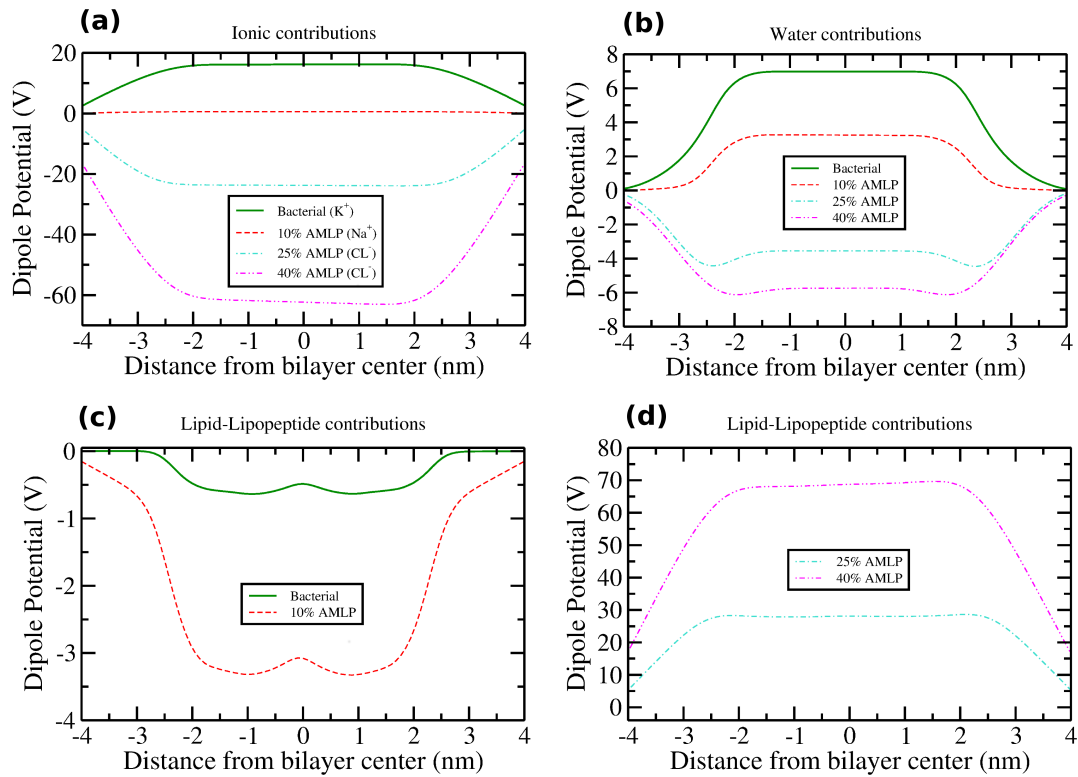 (a)
Ionic contributions
20
0
-20
-40
-60
Dipole Potential (V)
Bacterial (K+)
10% AMLP (Na+)
25% AMLP (CL-)
40% AMLP (CL-)
-4 -3 -2 -1 0 1 2 3 4
Distance from bilayer center (nm)
(b)
Water contributions
8
6
4
2
0
-2
-4
-6
-8
Dipole Potential (V)
Bacterial
10% AMLP
25% AMLP
40% AMLP
-4 -3 -2 -1 0 1 2 3 4
Distance from bilayer center (nm)
(c)
Lipid-Lipopeptide contributions
0
-1
-2
-3
-4
Dipole Potential (V)
Bacterial
10% AMLP
-4 -3 -2 -1 0 1 2 3 4
Distance from bilayer center (nm)
(d)
Lipid-Lipopeptide contributions
80
70
60
50
40
30
20
10
0
Dipole Potential (V)
25% AMLP
40% AMLP
-4 -3 -2 -1 0 1 2 3 4
Distance from bilayer center (nm)